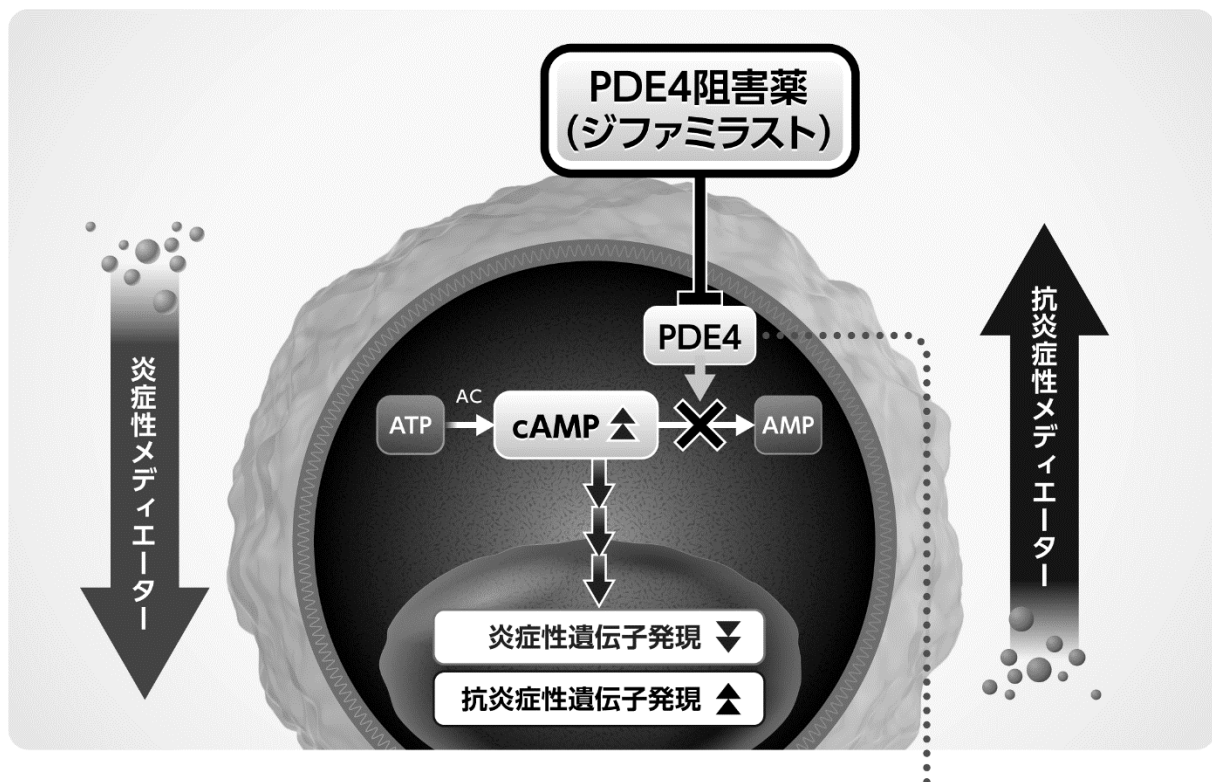 PDE4阻害薬
(ジファミラスト)
炎症性メディエーター
抗炎症性メディエーター
PDE4
ATP
AC
cAMP
AMP
炎症性遺伝子発現
抗炎症性遺伝子発現